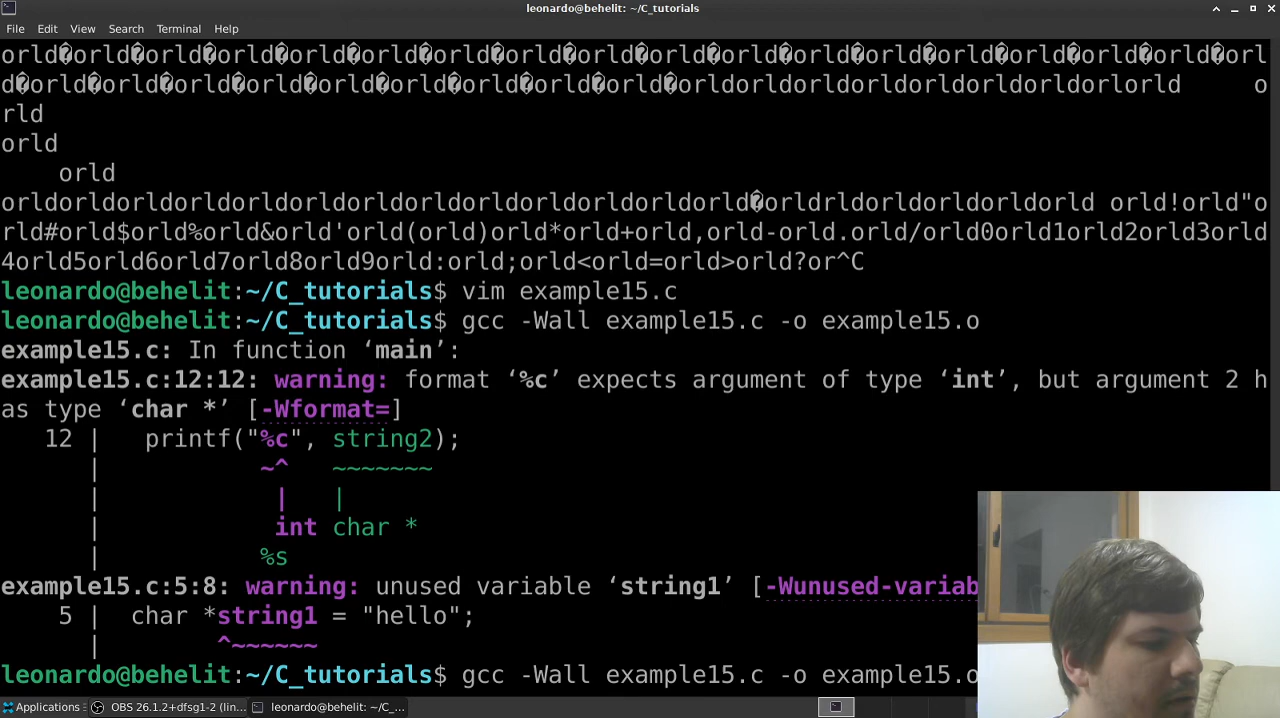 leonardo@behelit: ~/C_tutorials
File Edit View Search Terminal Help
orld�orld�orld�orld�orld�orld�orld�orld�orld�orld�orld�orld�orld�orld�orld�orld�orld�orl
d�orld�orld�orld�orld�orld�orld�orld�orld�orld�orldorldorldorldorldorldorldorlorld o
rld
orld
orld
orldorldorldorldorldorldorldorldorldorldorldorldorld�orldrldorldorldorldorld orld!orld"o
rld#orld$orld%orld&orld'orld(orld)orld*orld+orld,orld-orld.orld/orld0orld1orld2orld3orld
4orld5orld6orld7orld8orld9orld:orld;orld<orld=orld>orld?or^C
leonardo@behelit:~/C_tutorials$ vim example15.c
leonardo@behelit:~/C_tutorials$ gcc -Wall example15.c -o example15.o
example15.c: In function ‘main’:
example15.c:12:12: warning: format ‘%c’ expects argument of type ‘int’, but argument 2 h
as type ‘char *’ [-Wformat=]
12 | printf("%c", string2);
| ~^ ~~~~~~~
| | |
| int char *
| %s
example15.c:5:8: warning: unused variable ‘string1’ [-Wunused-variab
5 | char *string1 = "hello";
| ^~~~~~~
leonardo@behelit:~/C_tutorials$ gcc -Wall example15.c -o example15.o
Applications OBS 26.1.2+dfsg1-2 (lin... leonardo@behelit: ~/C_...